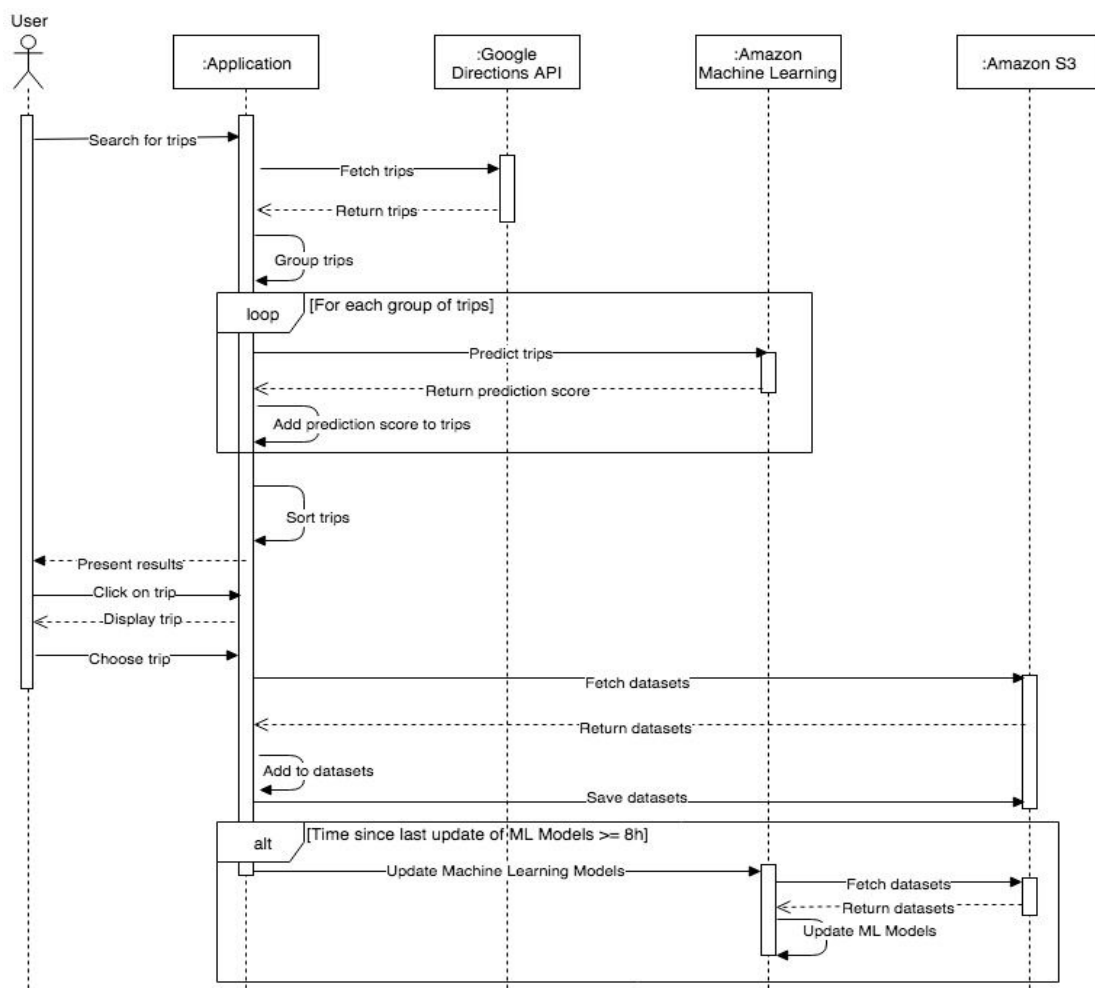 User
:Application
:Google
Directions API
:Amazon
Machine Learning
:Amazon S3
Search for trips
Fetch trips
Return trips
Group trips
loop
[For each group of trips]
Predict trips
Return prediction score
Add prediction score to trips
Sort trips
Present results
Click on trip
Display trip
Choose trip
Fetch datasets
Return datasets
Add to datasets
Save datasets
alt
[Time since last update of ML Models >= 8h]
Update Machine Learning Models
Fetch datasets
Return datasets
Update ML Models